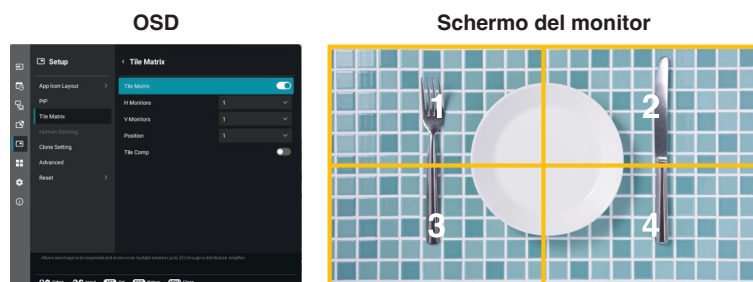 OSD
Schermo del monitor
Setup
‹ Tile Matrix
App Icon Layout
PIP
Tile Matrix
Human Sensing
Clone Setting
Advanced
Reset
Tile Matrix
H Monitors 1
V Monitors 1
Position 1
Tile Comp
1
2
3
4